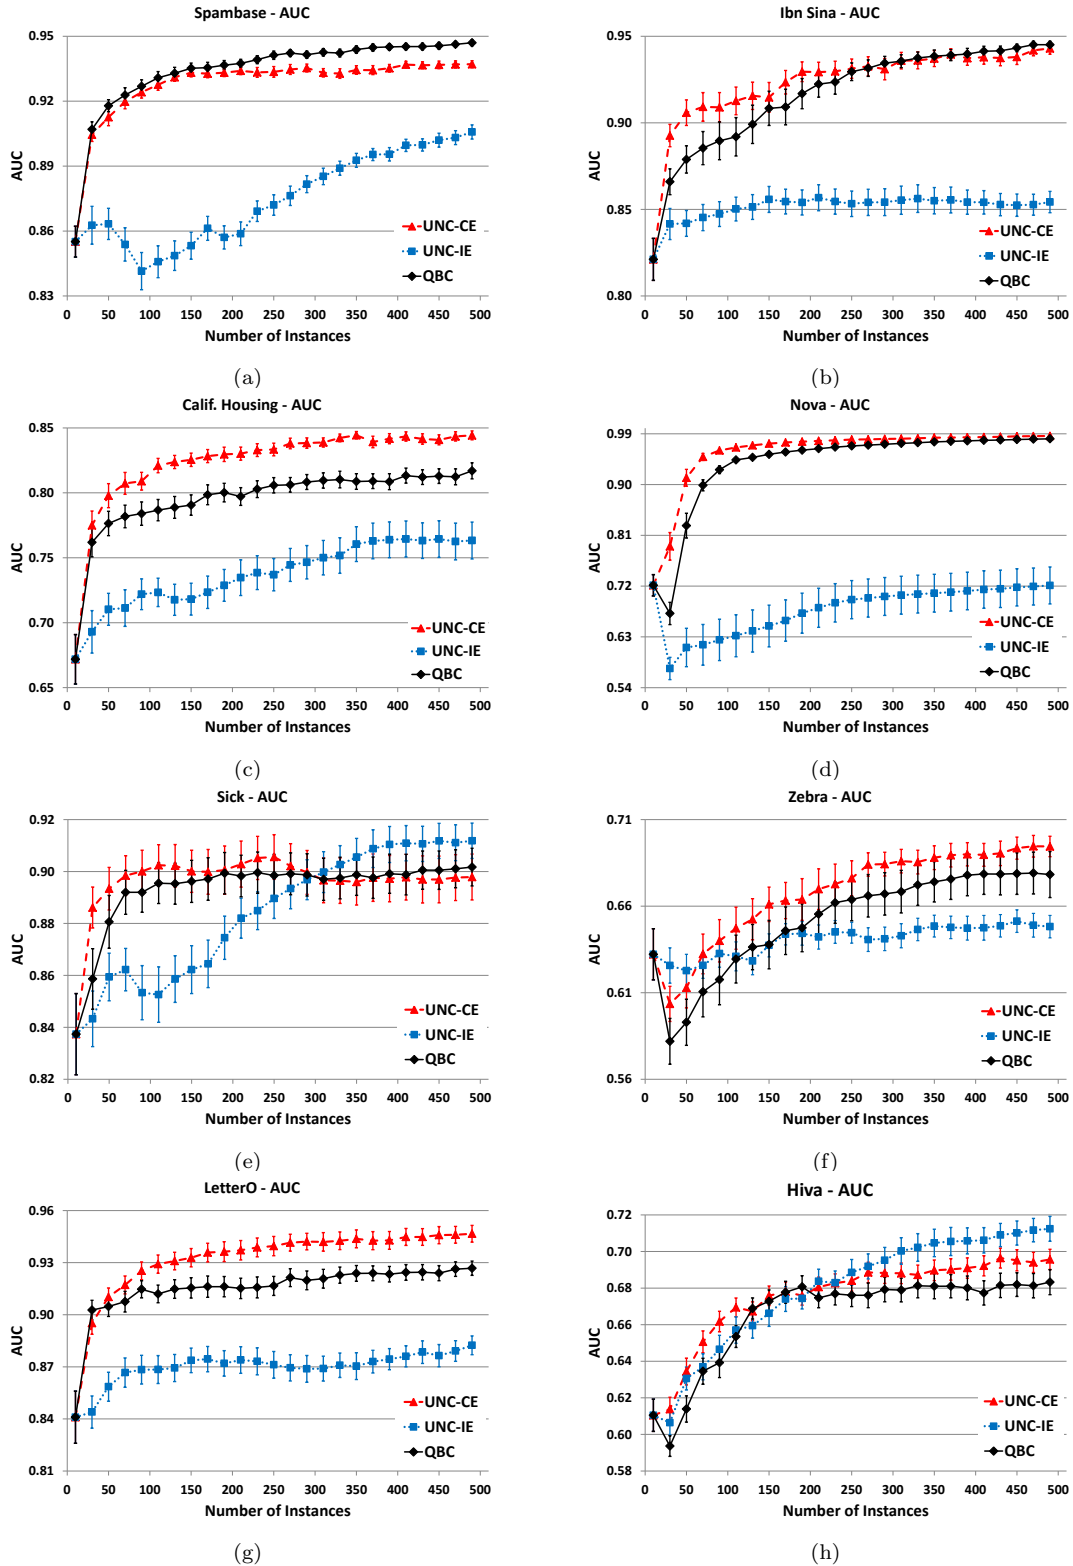 Spambase - AUC
0.95
0.92
0.89
0.86
0.83
AUC
0 50 100 150 200 250 300 350 400 450 500
Number of Instances
UNC-CE
UNC-IE
QBC
(a)
Ibn Sina - AUC
0.95
0.90
0.85
0.80
AUC
0 50 100 150 200 250 300 350 400 450 500
Number of Instances
UNC-CE
UNC-IE
QBC
(b)
Calif. Housing - AUC
0.85
0.80
0.75
0.70
0.65
AUC
0 50 100 150 200 250 300 350 400 450 500
Number of Instances
UNC-CE
UNC-IE
QBC
(c)
Nova - AUC
0.99
0.90
0.81
0.72
0.63
0.54
AUC
0 50 100 150 200 250 300 350 400 450 500
Number of Instances
UNC-CE
UNC-IE
QBC
(d)
Sick - AUC
0.92
0.90
0.88
0.86
0.84
0.82
AUC
0 50 100 150 200 250 300 350 400 450 500
Number of Instances
UNC-CE
UNC-IE
QBC
(e)
Zebra - AUC
0.71
0.66
0.61
0.56
AUC
0 50 100 150 200 250 300 350 400 450 500
Number of Instances
UNC-CE
UNC-IE
QBC
(f)
LetterO - AUC
0.96
0.93
0.90
0.87
0.84
0.81
AUC
0 50 100 150 200 250 300 350 400 450 500
Number of Instances
UNC-CE
UNC-IE
QBC
(g)
Hiva - AUC
0.72
0.70
0.68
0.66
0.64
0.62
0.60
0.58
AUC
0 50 100 150 200 250 300 350 400 450 500
Number of Instances
UNC-CE
UNC-IE
QBC
(h)